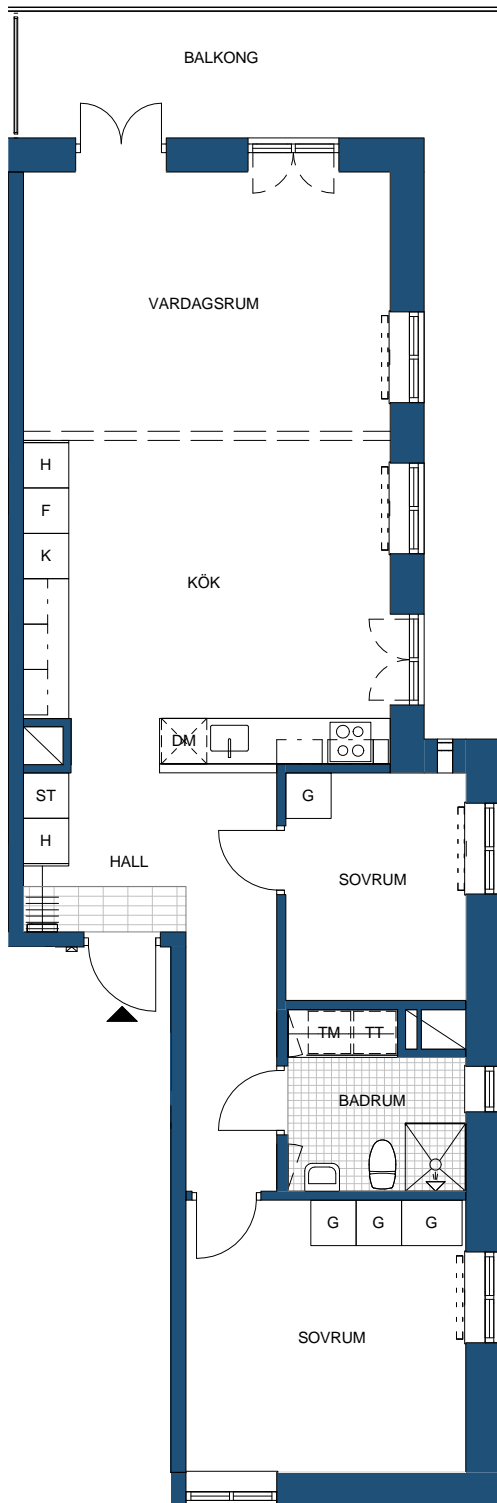 BALKONG
VARDAGSRUM
H
F
K
KÖK
DM
ST
G
H
HALL
SOVRUM
TM TT
BADRUM
G G G
SOVRUM